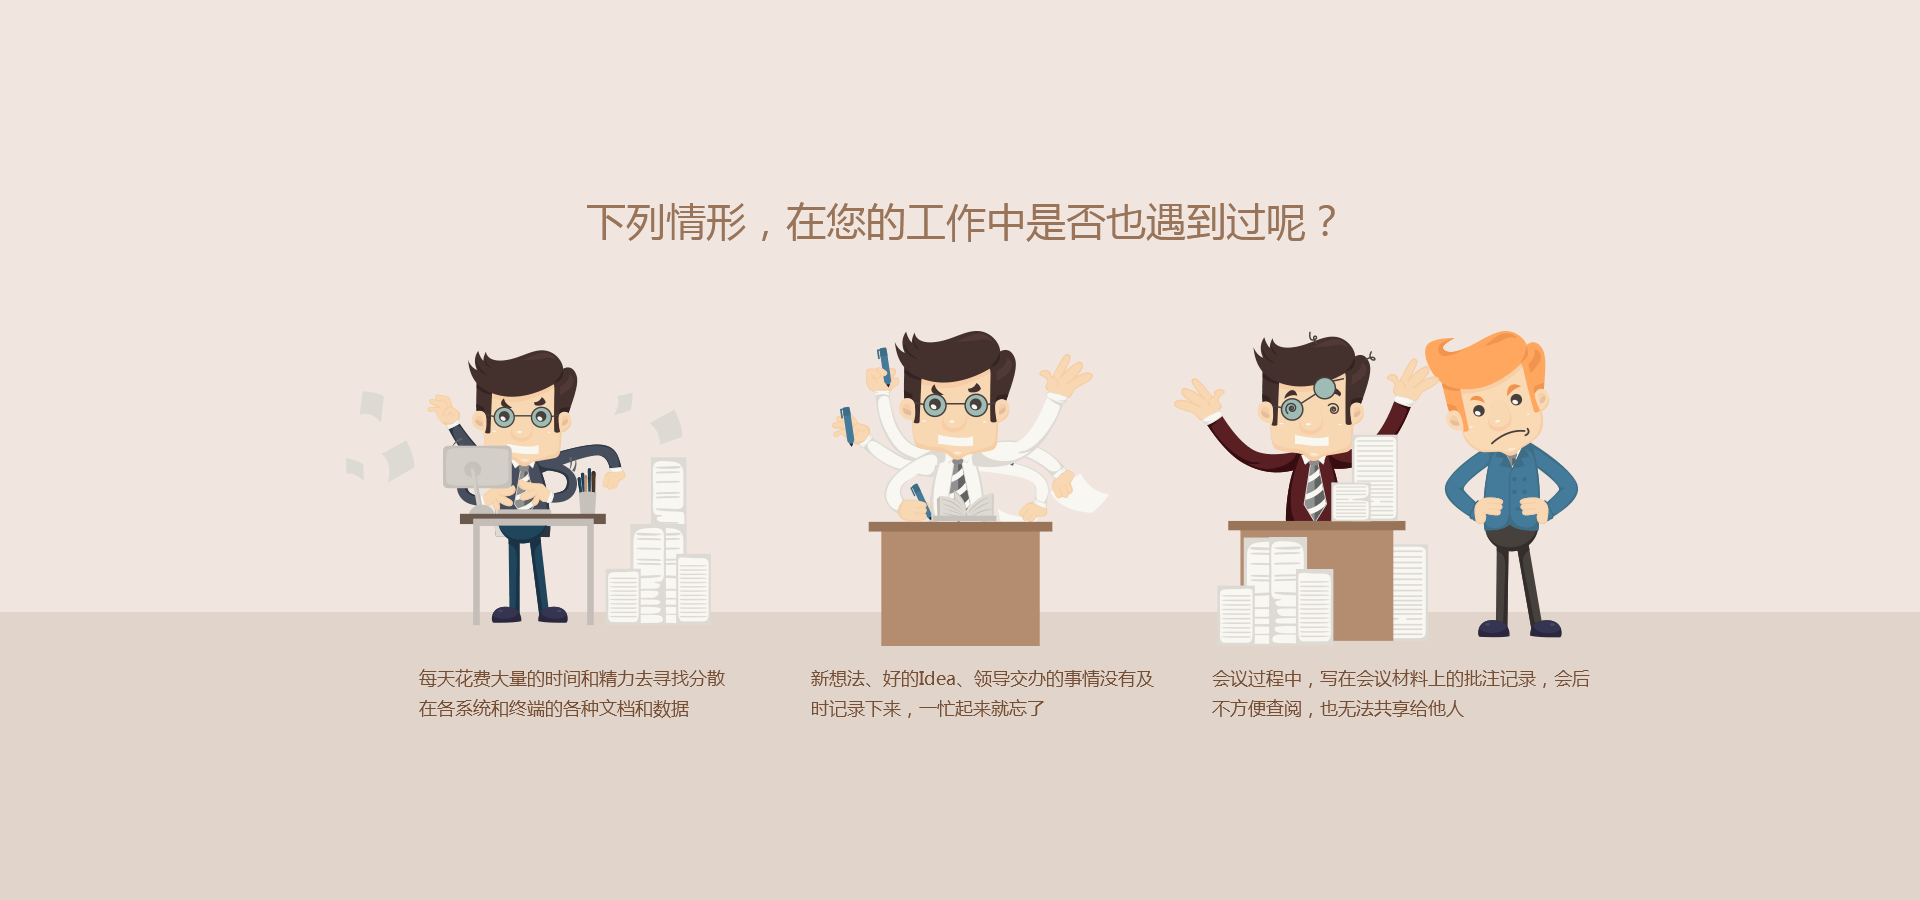 下列情形，在您的工作中是否也遇到过呢？
每天花费大量的时间和精力去寻找分散
在各系统和终端的各种文档和数据
新想法、好的Idea、领导交办的事情没有及
时记录下来，一忙起来就忘了
会议过程中，写在会议材料上的批注记录，会后
不方便查阅，也无法共享给他人